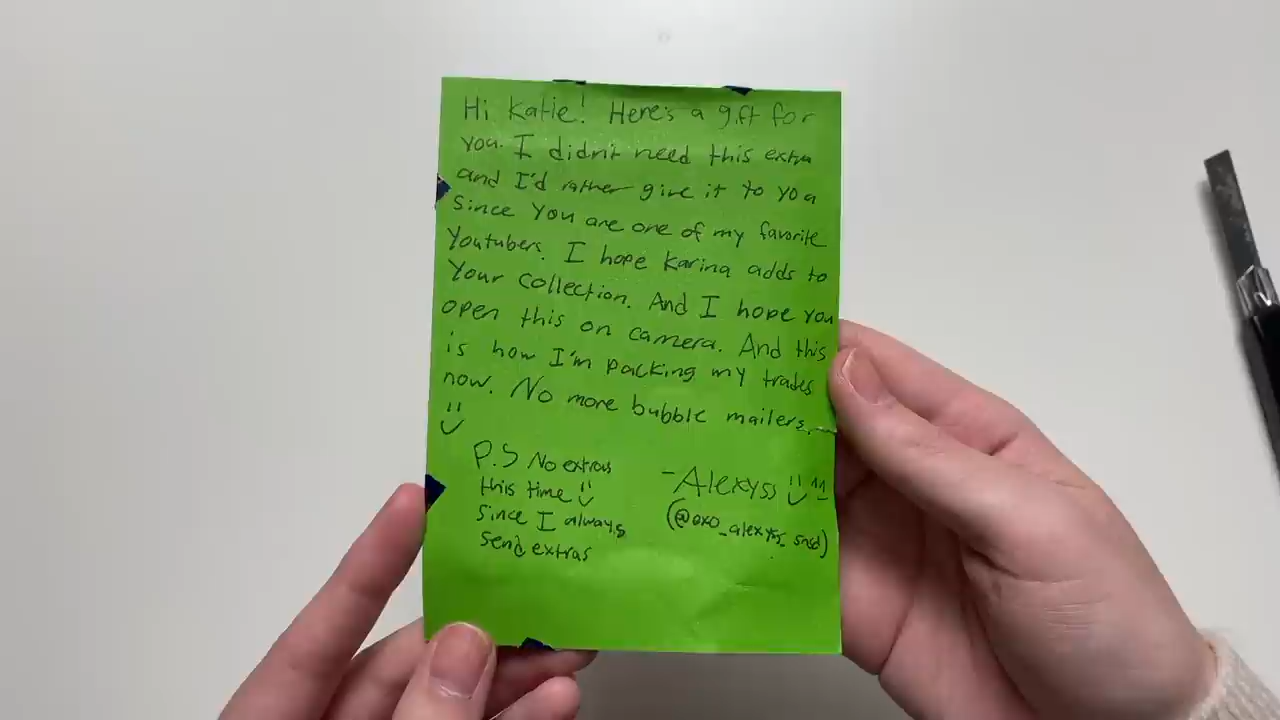 Hi Katie! Here's a gift for
you. I didn't need this extra
and I'd rather give it to you
since you are one of my favorite
Youtubers. I hope Karina adds to
Your collection. And I hope you
open this on camera. And this
is how I'm packing my trades
now. No more bubble mailers.
:)
P.S No extras
this time :)
since I always
send extras
- Alexyss :) ^^
(@exo_alexyss_snsd)